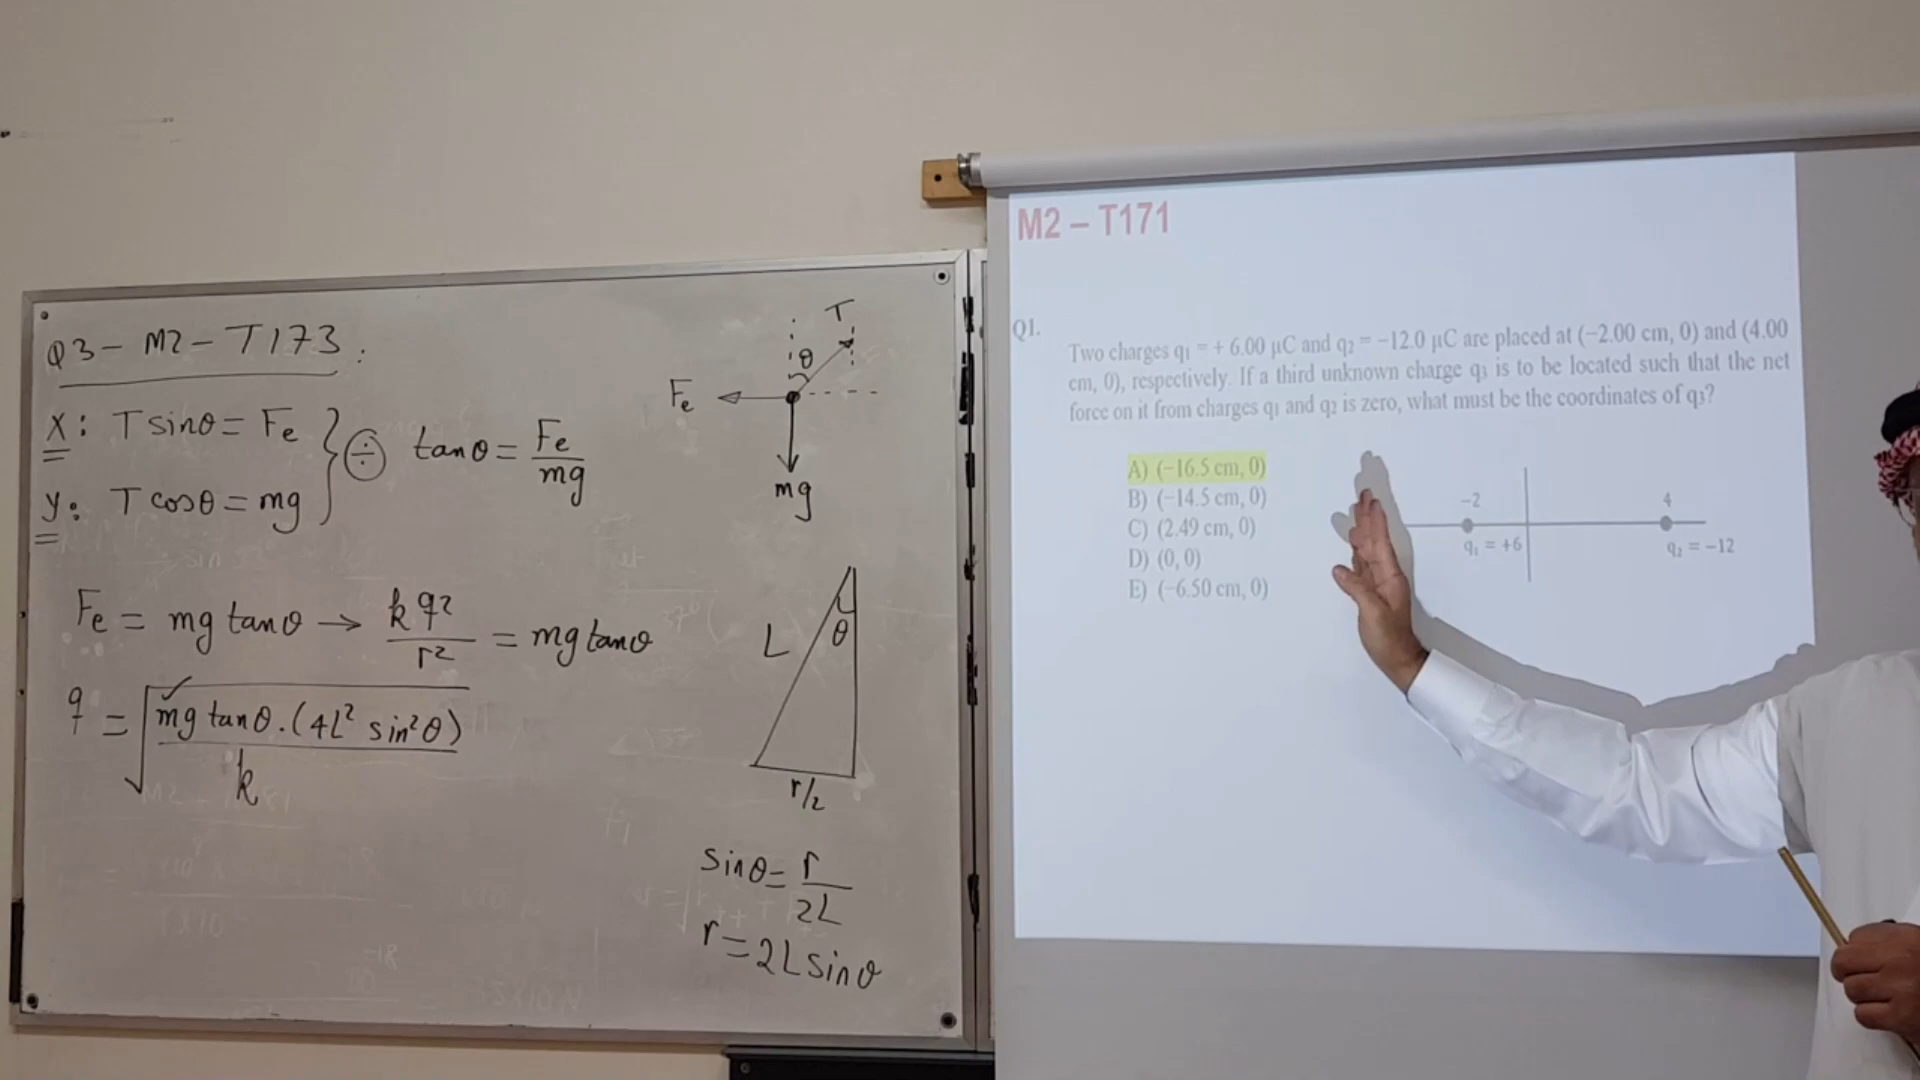 Q3 - M2 - T173 :
x : T sinθ = Fe
y : T cosθ = mg
÷ tanθ = Fe / mg
Fe = mg tanθ → kq2 / r² = mg tanθ
q = √ mg tanθ . (4L² sin²θ) / k
T
θ
Fe
mg
L
θ
r/2
sinθ = r / 2L
r = 2L sinθ
M2 – T171
Q1.
Two charges q₁ = + 6.00 μC and q₂ = −12.0 μC are placed at (−2.00 cm, 0) and (4.00
cm, 0), respectively. If a third unknown charge q₃ is to be located such that the net
force on it from charges q₁ and q₂ is zero, what must be the coordinates of q₃?
A) (−16.5 cm, 0)
B) (−14.5 cm, 0)
C) (2.49 cm, 0)
D) (0, 0)
E) (−6.50 cm, 0)
−2 4
q₁ = +6 q₂ = −12